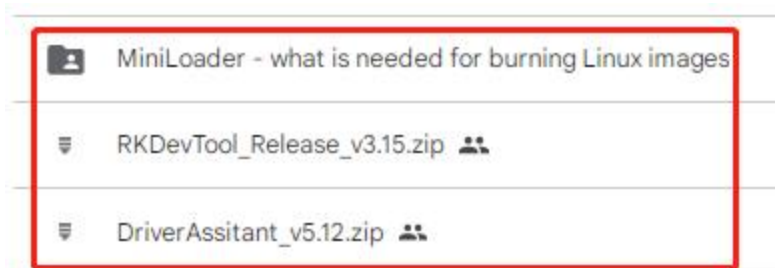 MiniLoader - what is needed for burning Linux images
RKDevTool_Release_v3.15.zip
DriverAssitant_v5.12.zip